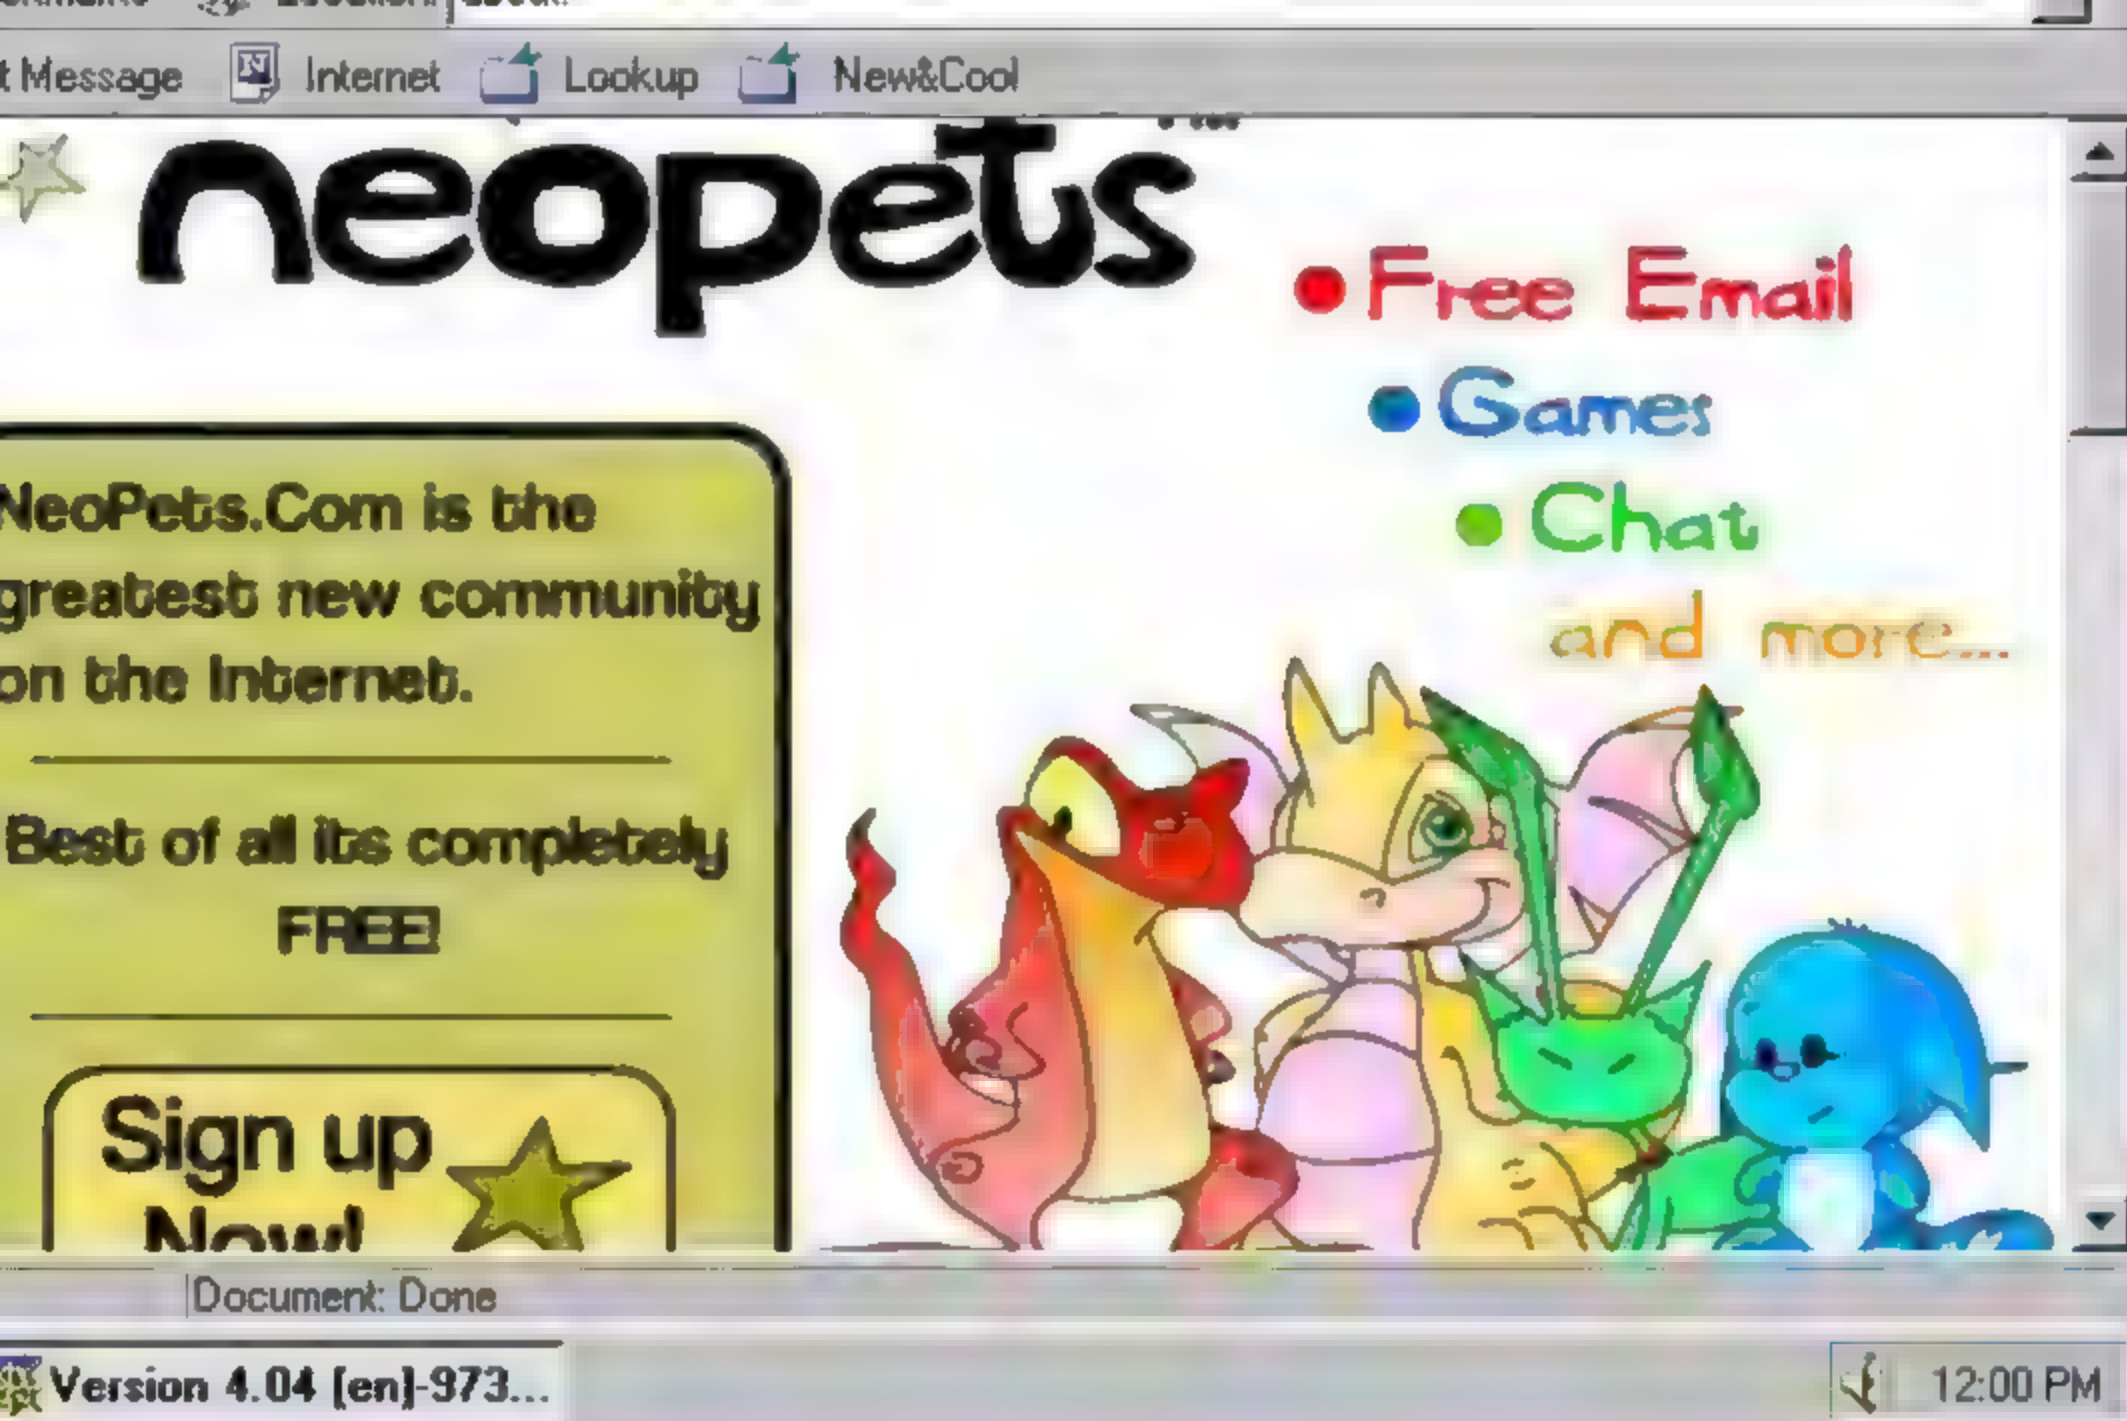 t Message Internet Lookup New&Cool
neopets
Free Email
Games
Chat
and more...
NeoPets.Com is the
greatest new community
on the Internet.
Best of all its completely
FREE!
Sign up
Now!
Document: Done
Version 4.04 [en]-973...
12:00 PM